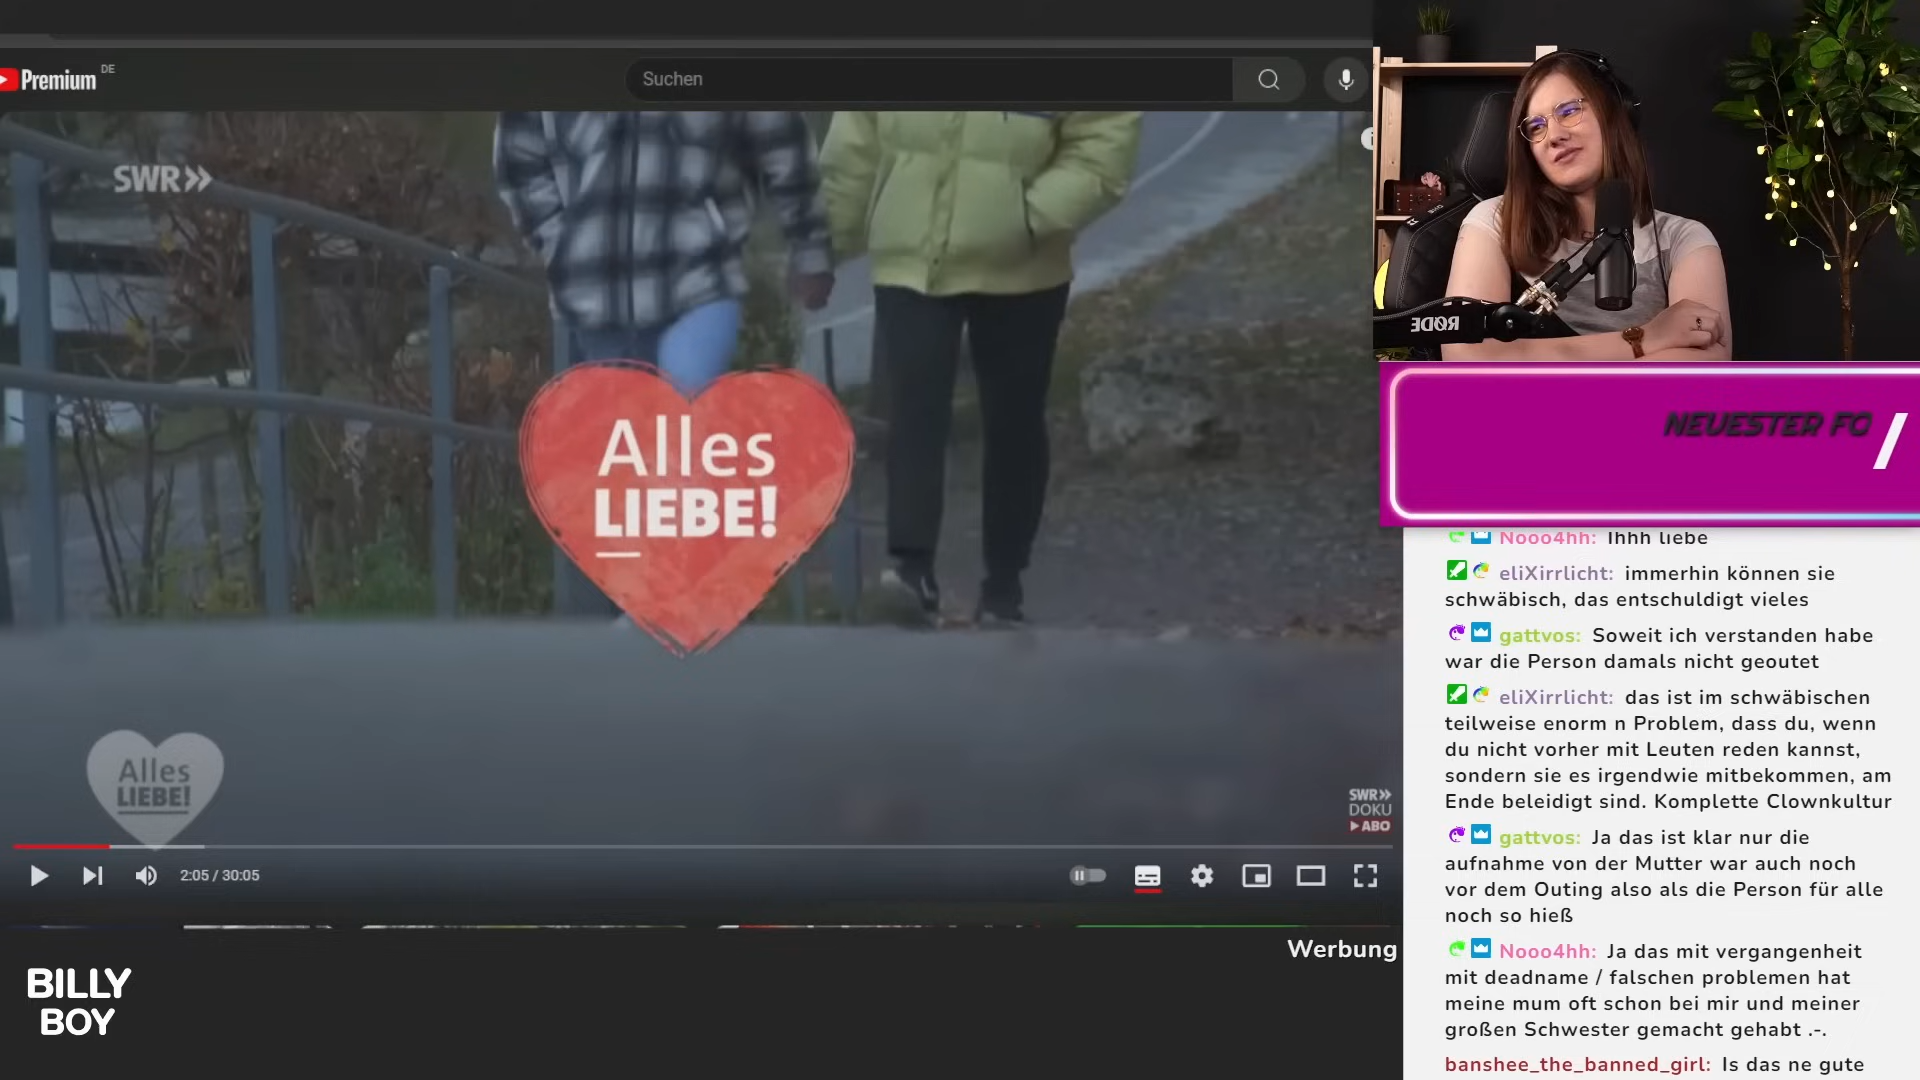 Premium DE
Suchen
SWR»
Alles
LIEBE!
Alles
LIEBE!
SWR»
DOKU
▶ABO
2:05 / 30:05
Werbung
BILLY
BOY
RØDE
NEUESTER FO
Nooo4hh: Ihhh liebe
eliXirrlicht: immerhin können sie
schwäbisch, das entschuldigt vieles
gattvos: Soweit ich verstanden habe
war die Person damals nicht geoutet
eliXirrlicht: das ist im schwäbischen
teilweise enorm n Problem, dass du, wenn
du nicht vorher mit Leuten reden kannst,
sondern sie es irgendwie mitbekommen, am
Ende beleidigt sind. Komplette Clownkultur
gattvos: Ja das ist klar nur die
aufnahme von der Mutter war auch noch
vor dem Outing also als die Person für alle
noch so hieß
Nooo4hh: Ja das mit vergangenheit
mit deadname / falschen problemen hat
meine mum oft schon bei mir und meiner
großen Schwester gemacht gehabt .-.
banshee_the_banned_girl: Is das ne gute